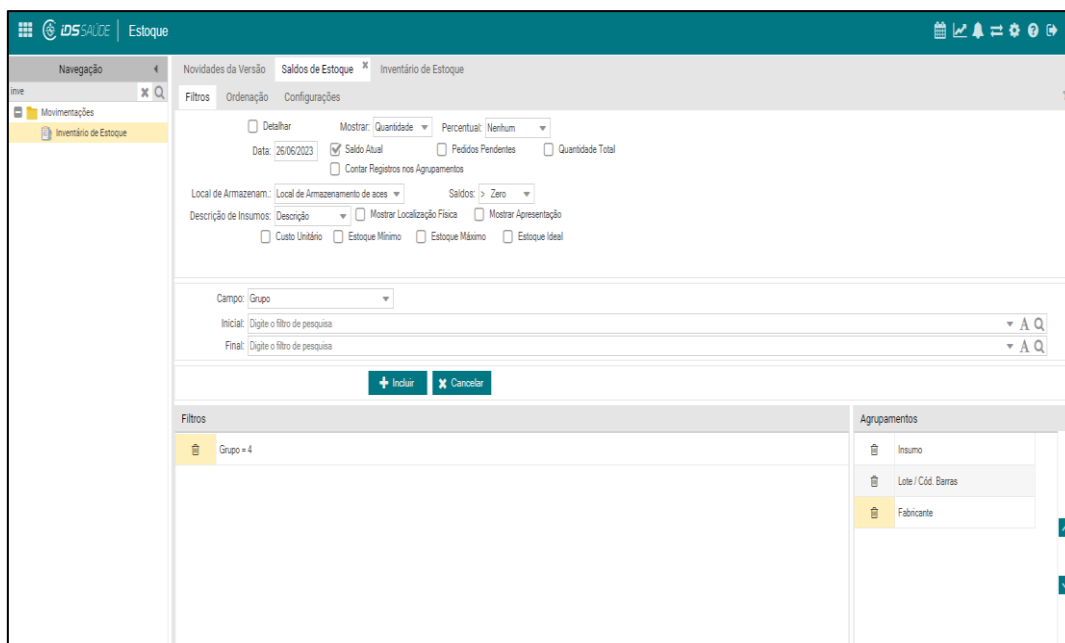 iDS SAÚDE Estoque
Navegação
Novidades da Versão Saldos de Estoque x Inventário de Estoque
inve
Filtros Ordenação Configurações
Movimentações
Inventário de Estoque
Detalhar Mostrar: Quantidade Percentual: Nenhum
Data: 26/06/2023 Saldo Atual Pedidos Pendentes Quantidade Total
Contar Registros nos Agrupamentos
Local de Armazenam.: Local de Armazenamento de aces Saldos: > Zero
Descrição de Insumos: Descrição Mostrar Localização Física Mostrar Apresentação
Custo Unitário Estoque Mínimo Estoque Máximo Estoque Ideal
Campo: Grupo
Inicial: Digite o filtro de pesquisa A
Final: Digite o filtro de pesquisa A
Incluir Cancelar
Filtros Agrupamentos
Grupo = 4 Insumo
Lote / Cód. Barras
Fabricante